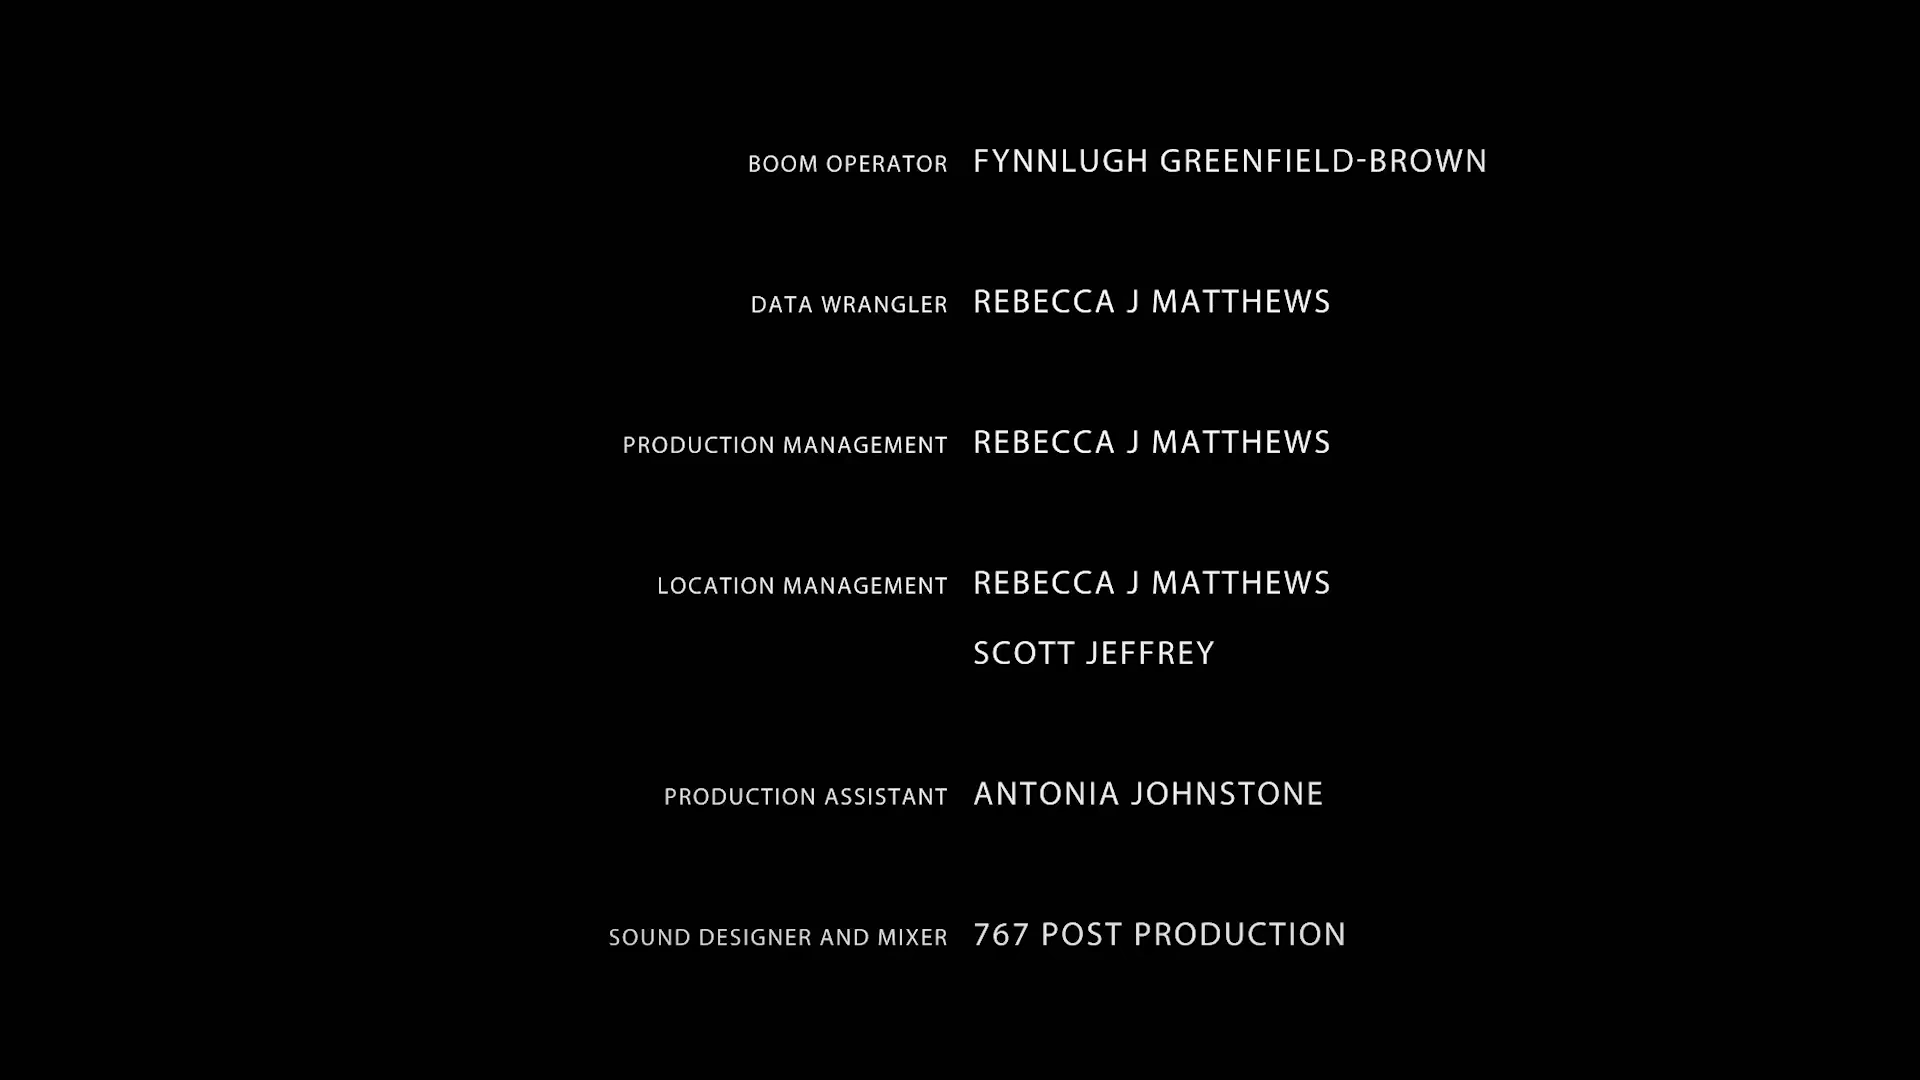 BOOM OPERATOR FYNNLUGH GREENFIELD-BROWN
DATA WRANGLER REBECCA J MATTHEWS
PRODUCTION MANAGEMENT REBECCA J MATTHEWS
LOCATION MANAGEMENT REBECCA J MATTHEWS
SCOTT JEFFREY
PRODUCTION ASSISTANT ANTONIA JOHNSTONE
SOUND DESIGNER AND MIXER 767 POST PRODUCTION